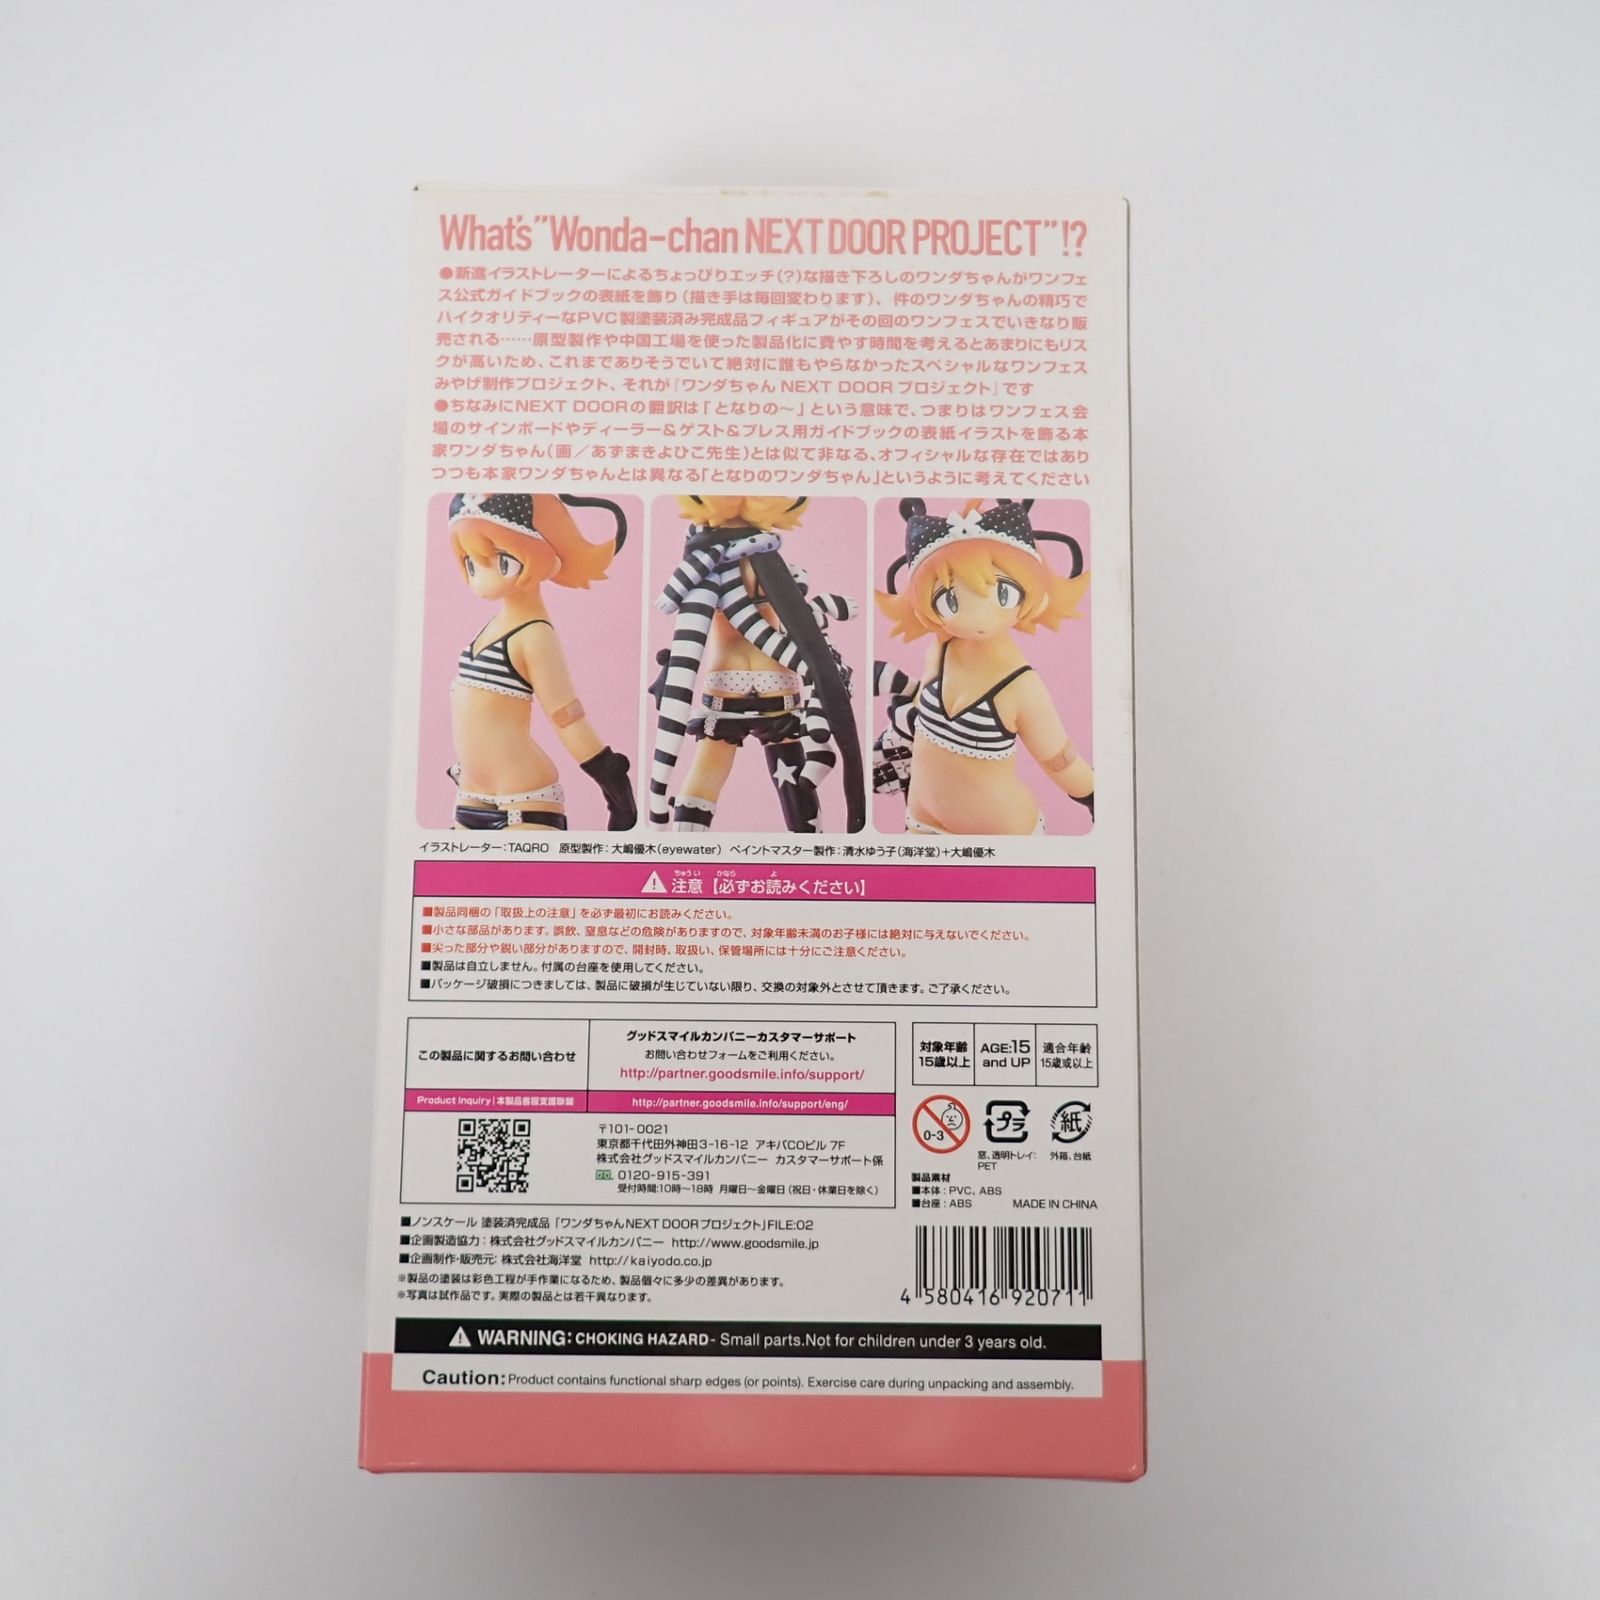 What's"Wonda-chan NEXT DOOR PROJECT"!?
●新進イラストレーターによるちょっぴりエッチ(?)な描き下ろしのワンダちゃんがワンフェ
ス公式ガイドブックの表紙を飾り(描き手は毎回変わります)、件のワンダちゃんの精巧で
ハイクオリティーなPVC製塗装済み完成品フィギュアがその回のワンフェスでいきなり販
売される……原型製作や中国工場を使った製品化に費やす時間を考えるとあまりにもリス
クが高いため、これまでありそうでいて絶対に誰もやらなかったスペシャルなワンフェス
みやげ制作プロジェクト、それが『ワンダちゃん NEXT DOOR プロジェクト』です
●ちなみにNEXT DOORの翻訳は「となりの〜」という意味で、つまりはワンフェス会
場のサインボードやディーラー&ゲスト&プレス用ガイドブックの表紙イラストを飾る本
家ワンダちゃん(画/あずまきよひこ先生)とは似て非なる、オフィシャルな存在ではあり
つつも本家ワンダちゃんとは異なる「となりのワンダちゃん」というように考えてください
イラストレーター:TAQRO 原型製作:大嶋優木(eyewater) ペイントマスター製作:清水ゆう子(海洋堂)+大嶋優木
ちゅうい かなら よ
注意【必ずお読みください】
■製品同梱の「取扱上の注意」を必ず最初にお読みください。
■小さな部品があります。誤飲、窒息などの危険がありますので、対象年齢未満のお子様には絶対に与えないでください。
■尖った部分や鋭い部分がありますので、開封時、取扱い、保管場所には十分にご注意ください。
■製品は自立しません。付属の台座を使用してください。
■パッケージ破損につきましては、製品に破損が生じていない限り、交換の対象外とさせて頂きます。ご了承ください。
この製品に関するお問い合わせ
グッドスマイルカンパニーカスタマーサポート
お問い合わせフォームをご利用ください。
http://partner.goodsmile.info/support/
Product Inquiry|本製品客服支援聯繫
http://partner.goodsmile.info/support/eng/
〒101-0021
東京都千代田外神田3-16-12 アキバCOビル 7F
株式会社グッドスマイルカンパニー カスタマーサポート係
0120-915-391
受付時間:10時〜18時 月曜日〜金曜日(祝日・休業日を除く)
対象年齢
15歳以上
AGE:15
and UP
適合年齢
15歳或以上
0-3
プラ
窓、透明トレイ:
PET
紙
外箱、台紙
製品素材
■本体:PVC、ABS
■台座:ABS
MADE IN CHINA
■ノンスケール 塗装済完成品「ワンダちゃんNEXT DOORプロジェクト」FILE:02
■企画製造協力:株式会社グッドスマイルカンパニー http://www.goodsmile.jp
■企画制作・販売元:株式会社海洋堂 http://kaiyodo.co.jp
※製品の塗装は彩色工程が手作業になるため、製品個々に多少の差異があります。
※写真は試作品です。実際の製品とは若干異なります。
4 580416 920711
WARNING: CHOKING HAZARD- Small parts.Not for children under 3 years old.
Caution: Product contains functional sharp edges (or points). Exercise care during unpacking and assembly.